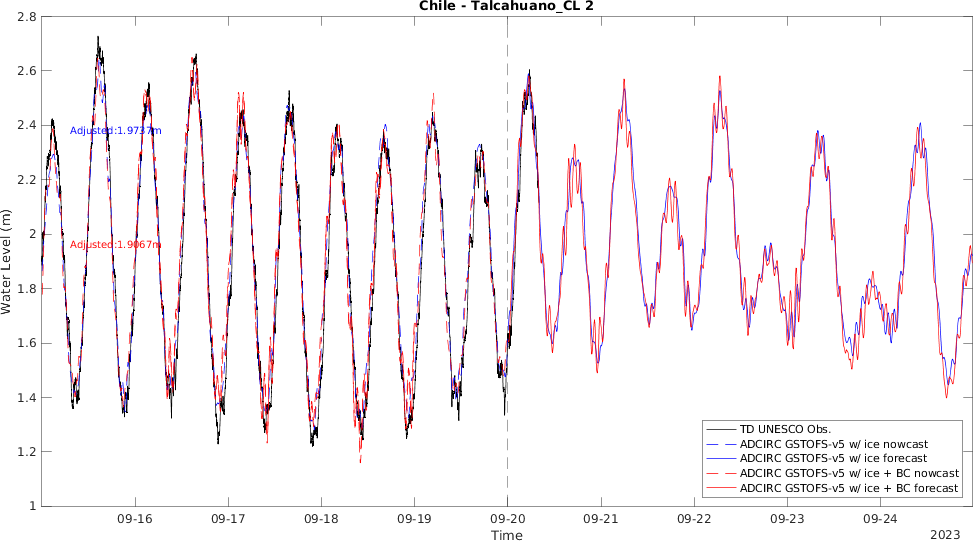 Chile - Talcahuano_CL 2
2.8
2.6
2.4
2.2
2
1.8
1.6
1.4
1.2
1
Water Level (m)
Adjusted:1.9737m
Adjusted:1.9067m
TD UNESCO Obs.
ADCIRC GSTOFS-v5 w/ ice nowcast
ADCIRC GSTOFS-v5 w/ ice forecast
ADCIRC GSTOFS-v5 w/ ice + BC nowcast
ADCIRC GSTOFS-v5 w/ ice + BC forecast
09-16 09-17 09-18 09-19 09-20 09-21 09-22 09-23 09-24
Time
2023